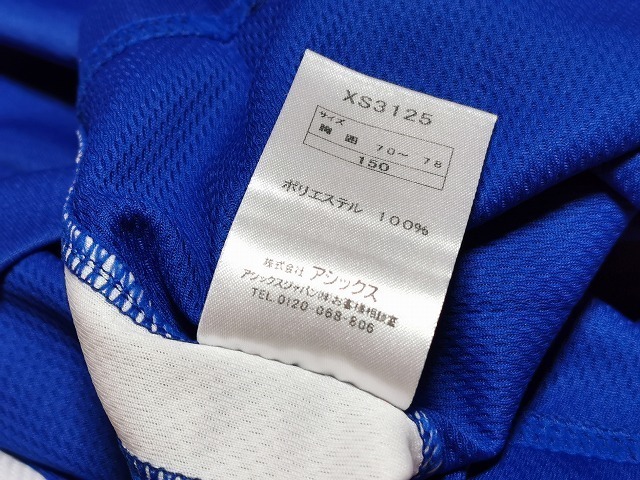 XS3125
サイズ
胸囲 70～78
150
ポリエステル 100%
株式会社 アシックス
アシックスジャパン(株)お客様相談室
TEL 0120-068-806